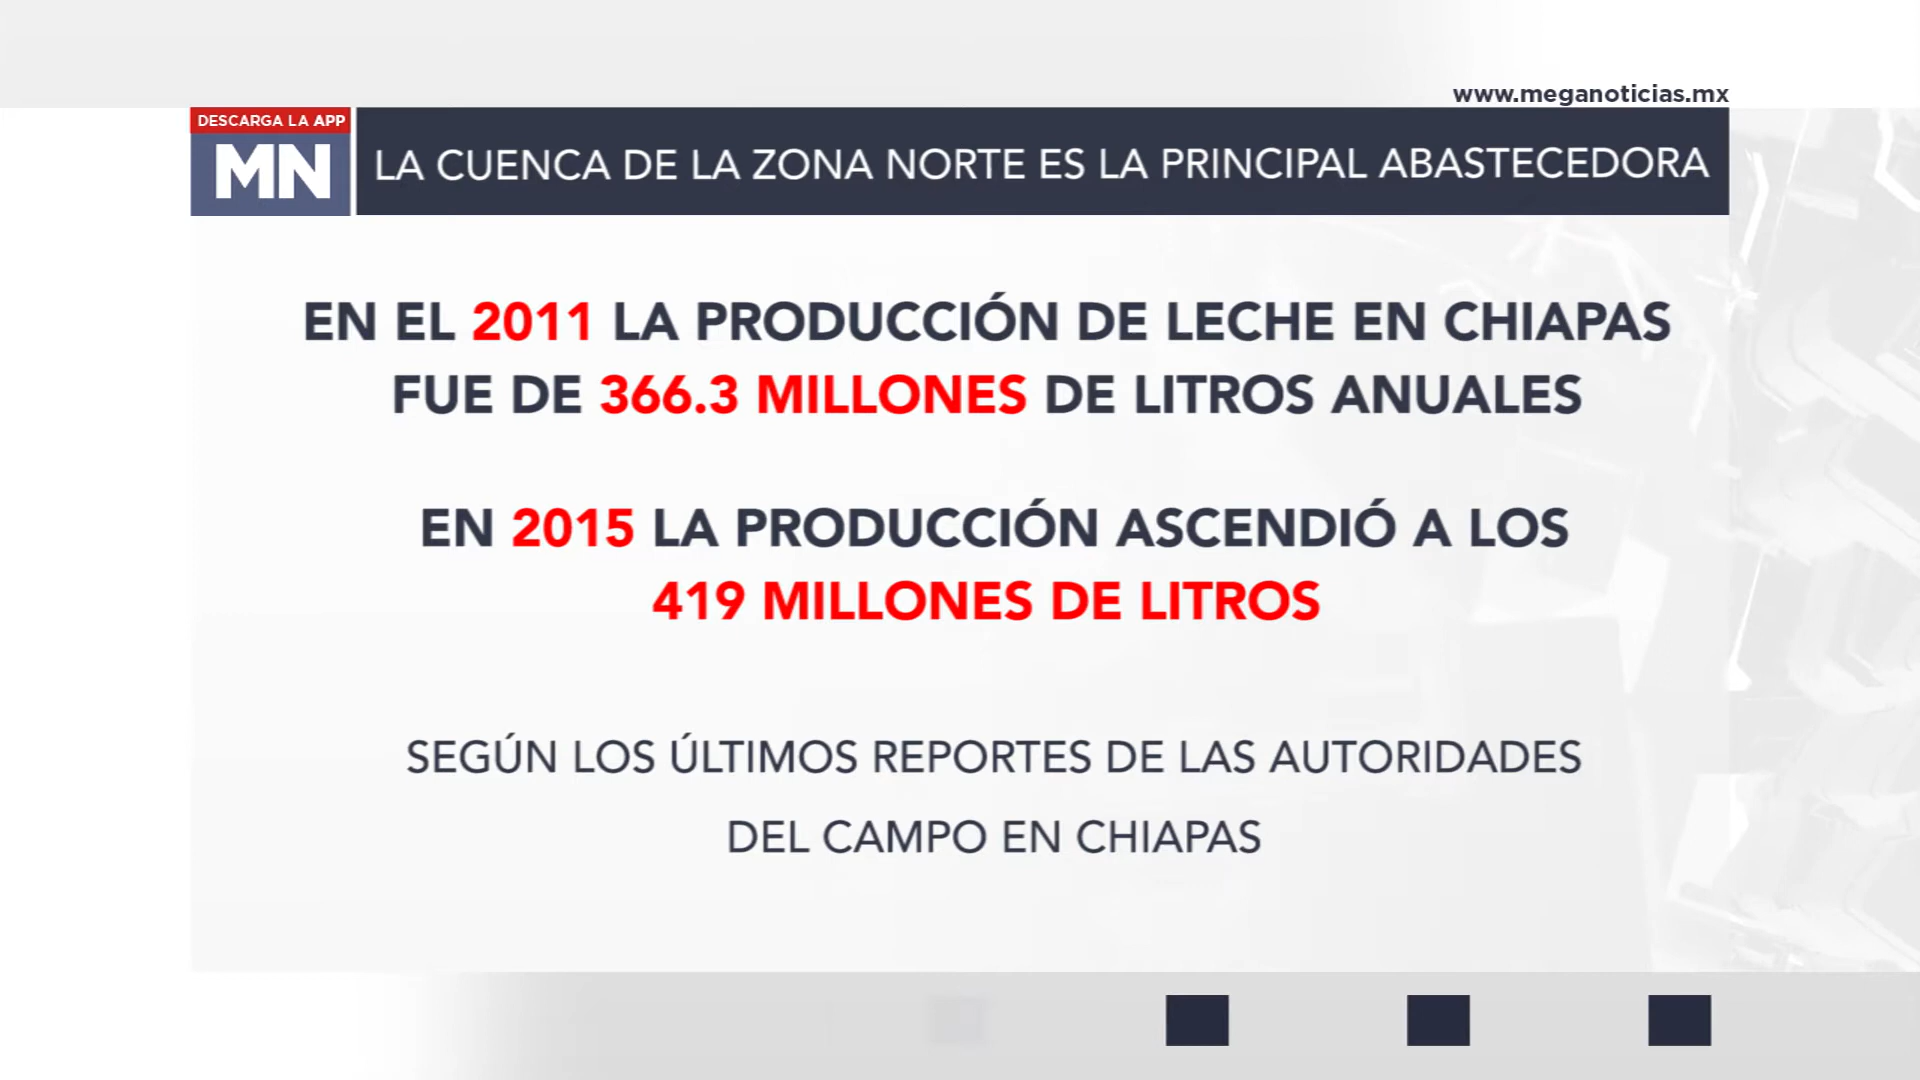 www.meganoticias.mx
DESCARGA LA APP
MN
LA CUENCA DE LA ZONA NORTE ES LA PRINCIPAL ABASTECEDORA
EN EL 2011 LA PRODUCCIÓN DE LECHE EN CHIAPAS
FUE DE 366.3 MILLONES DE LITROS ANUALES
EN 2015 LA PRODUCCIÓN ASCENDIÓ A LOS
419 MILLONES DE LITROS
SEGÚN LOS ÚLTIMOS REPORTES DE LAS AUTORIDADES
DEL CAMPO EN CHIAPAS